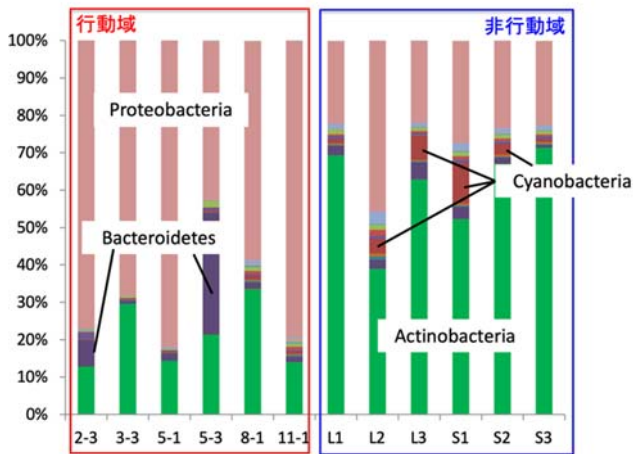 行動域
非行動域
100%
90%
80%
70%
60%
50%
40%
30%
20%
10%
0%
Proteobacteria
Bacteroidetes
Cyanobacteria
Actinobacteria
2-3 3-3 5-1 5-3 8-1 11-1 L1 L2 L3 S1 S2 S3